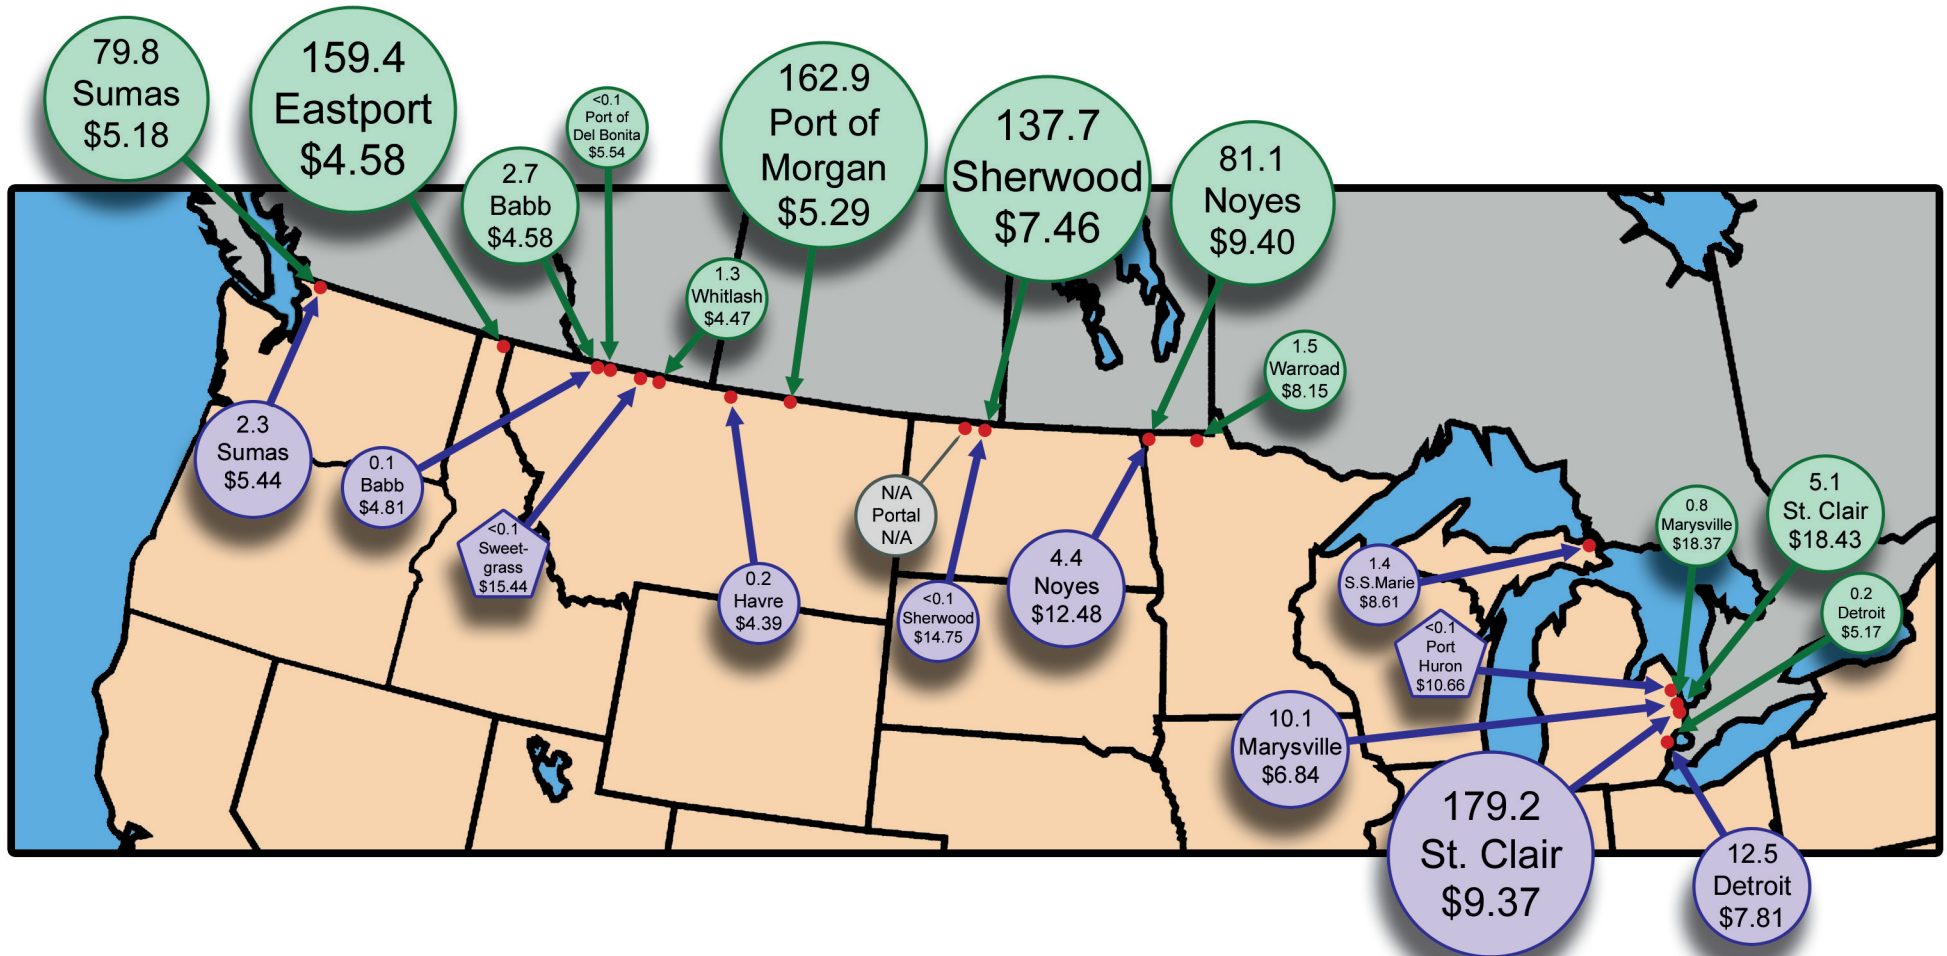 79.8
Sumas
$5.18
159.4
Eastport
$4.58
2.7
Babb
$4.58
<0.1
Port of
Del Bonita
$5.54
1.3
Whitlash
$4.47
162.9
Port of
Morgan
$5.29
137.7
Sherwood
$7.46
81.1
Noyes
$9.40
1.5
Warroad
$8.15
2.3
Sumas
$5.44
0.1
Babb
$4.81
<0.1
Sweet-
grass
$15.44
0.2
Havre
$4.39
N/A
Portal
N/A
<0.1
Sherwood
$14.75
4.4
Noyes
$12.48
1.4
S.S.Marie
$8.61
0.8
Marysville
$18.37
5.1
St. Clair
$18.43
0.2
Detroit
$5.17
<0.1
Port
Huron
$10.66
10.1
Marysville
$6.84
179.2
St. Clair
$9.37
12.5
Detroit
$7.81